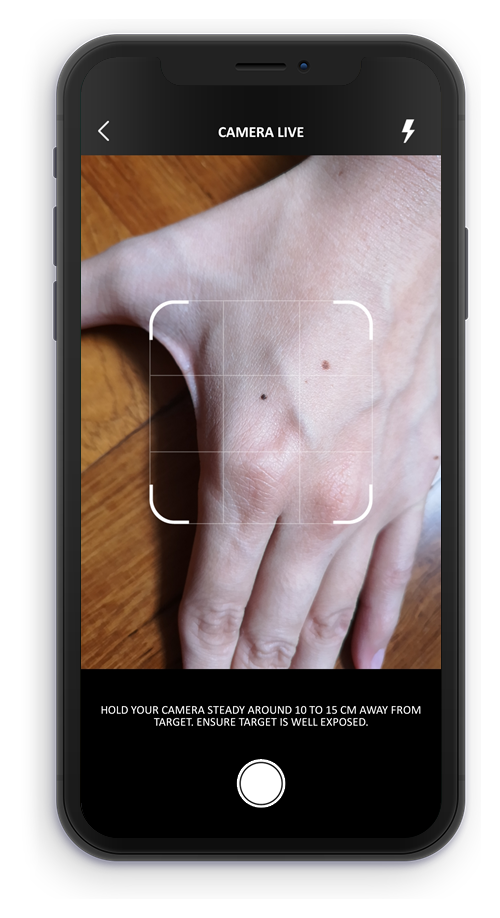 CAMERA LIVE
HOLD YOUR CAMERA STEADY AROUND 10 TO 15 CM AWAY FROM
TARGET. ENSURE TARGET IS WELL EXPOSED.